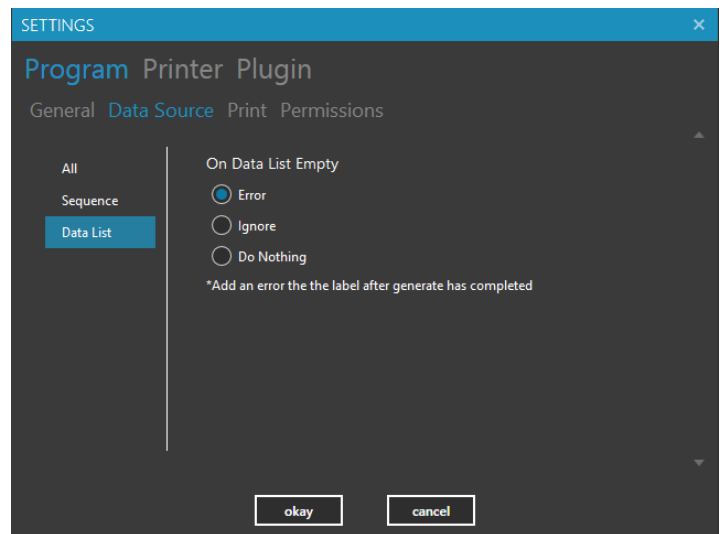 SETTINGS
Program Printer Plugin
General Data Source Print Permissions
All
Sequence
Data List
On Data List Empty
Error
Ignore
Do Nothing
*Add an error the the label after generate has completed
okay cancel